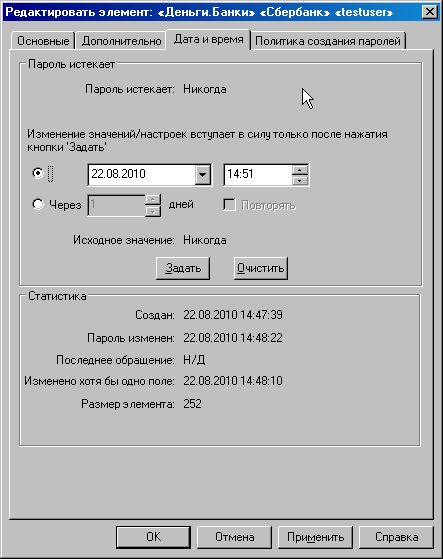 Редактировать элемент: «Деньги.Банки» «Сбербанк» «testuser»
Основные Дополнительно Дата и время Политика создания паролей
Пароль истекает
Пароль истекает: Никогда
Изменение значений/настроек вступает в силу только после нажатия
кнопки 'Задать'
22.08.2010 14:51
Через 1 дней Повторять
Исходное значение: Никогда
Задать Очистить
Статистика
Создан: 22.08.2010 14:47:39
Пароль изменен: 22.08.2010 14:48:22
Последнее обращение: Н/Д
Изменено хотя бы одно поле: 22.08.2010 14:48:10
Размер элемента: 252
OK Отмена Применить Справка